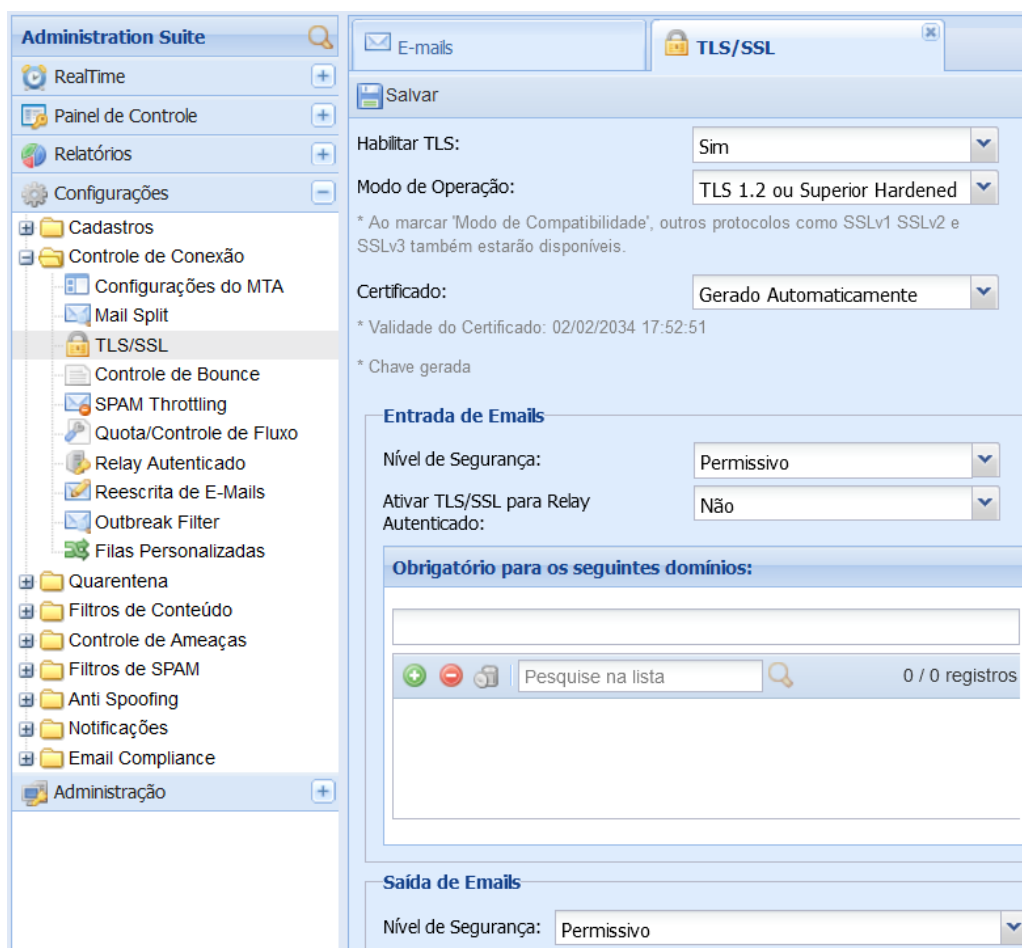 Administration Suite
RealTime
Painel de Controle
Relatórios
Configurações
Cadastros
Controle de Conexão
Configurações do MTA
Mail Split
TLS/SSL
Controle de Bounce
SPAM Throttling
Quota/Controle de Fluxo
Relay Autenticado
Reescrita de E-Mails
Outbreak Filter
Filas Personalizadas
Quarentena
Filtros de Conteúdo
Controle de Ameaças
Filtros de SPAM
Anti Spoofing
Notificações
Email Compliance
Administração
E-mails
TLS/SSL
Salvar
Habilitar TLS: Sim
Modo de Operação: TLS 1.2 ou Superior Hardened
* Ao marcar 'Modo de Compatibilidade', outros protocolos como SSLv1 SSLv2 e
SSLv3 também estarão disponíveis.
Certificado: Gerado Automaticamente
* Validade do Certificado: 02/02/2034 17:52:51
* Chave gerada
Entrada de Emails
Nível de Segurança: Permissivo
Ativar TLS/SSL para Relay
Autenticado: Não
Obrigatório para os seguintes domínios:
Pesquise na lista 0 / 0 registros
Saída de Emails
Nível de Segurança: Permissivo